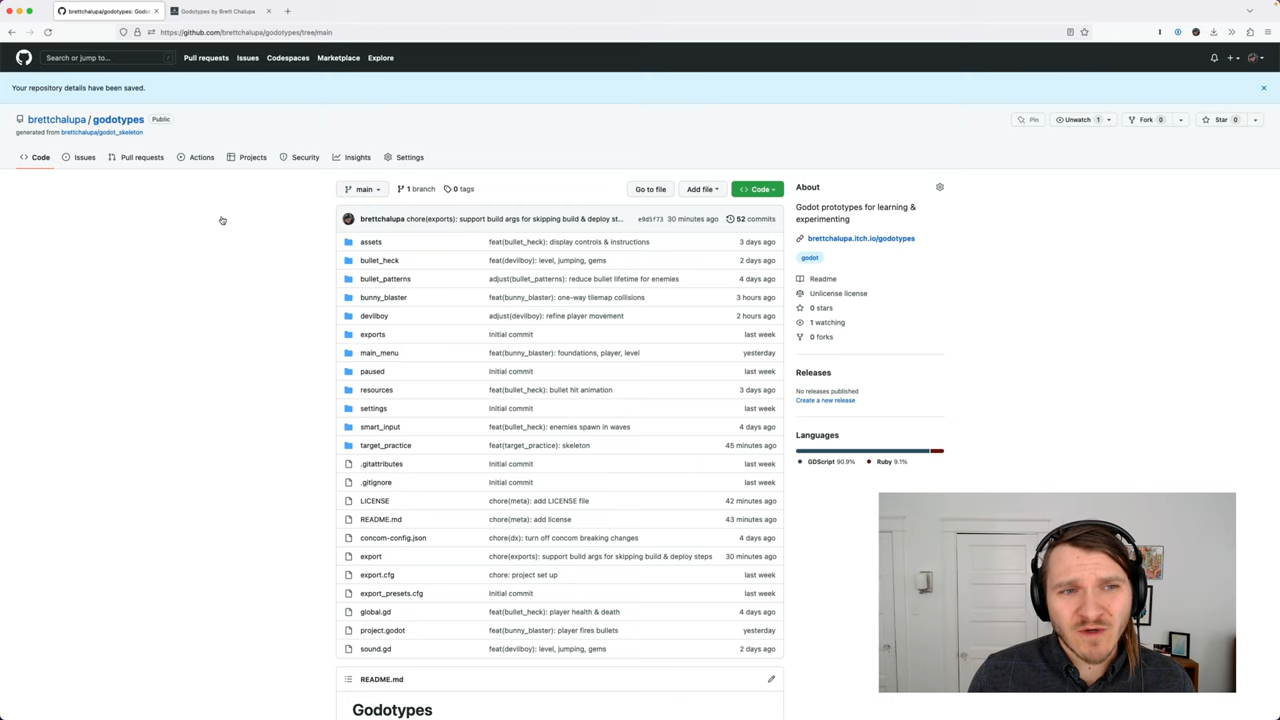 brettchalupa/godotypes: Godot
Godotypes by Brett Chalupa
https://github.com/brettchalupa/godotypes/tree/main
Search or jump to...
/
Pull requests
Issues
Codespaces
Marketplace
Explore
Your repository details have been saved.
brettchalupa / godotypes Public
generated from brettchalupa/godot_skeleton
Pin
Unwatch 1
Fork 0
Star 0
Code
Issues
Pull requests
Actions
Projects
Security
Insights
Settings
main
1 branch
0 tags
Go to file
Add file
Code
brettchalupa chore(exports): support build args for skipping build & deploy st... e9d5f73 30 minutes ago 52 commits
assets feat(bullet_heck): display controls & instructions 3 days ago
bullet_heck feat(devilboy): level, jumping, gems 2 days ago
bullet_patterns adjust(bullet_patterns): reduce bullet lifetime for enemies 4 days ago
bunny_blaster feat(bunny_blaster): one-way tilemap collisions 3 hours ago
devilboy adjust(devilboy): refine player movement 2 hours ago
exports Initial commit last week
main_menu feat(bunny_blaster): foundations, player, level yesterday
paused Initial commit last week
resources feat(bullet_heck): bullet hit animation 3 days ago
settings Initial commit last week
smart_input feat(bullet_heck): enemies spawn in waves 4 days ago
target_practice feat(target_practice): skeleton 45 minutes ago
.gitattributes Initial commit last week
.gitignore Initial commit last week
LICENSE chore(meta): add LICENSE file 42 minutes ago
README.md chore(meta): add license 43 minutes ago
concom-config.json chore(dx): turn off concom breaking changes 4 days ago
export chore(exports): support build args for skipping build & deploy steps 30 minutes ago
export.cfg chore: project set up last week
export_presets.cfg Initial commit last week
global.gd feat(bullet_heck): player health & death 4 days ago
project.godot feat(bunny_blaster): player fires bullets yesterday
sound.gd feat(devilboy): level, jumping, gems 2 days ago
README.md
Godotypes
About
Godot prototypes for learning &
experimenting
brettchalupa.itch.io/godotypes
godot
Readme
Unlicense license
0 stars
1 watching
0 forks
Releases
No releases published
Create a new release
Languages
GDScript 90.9%
Ruby 9.1%